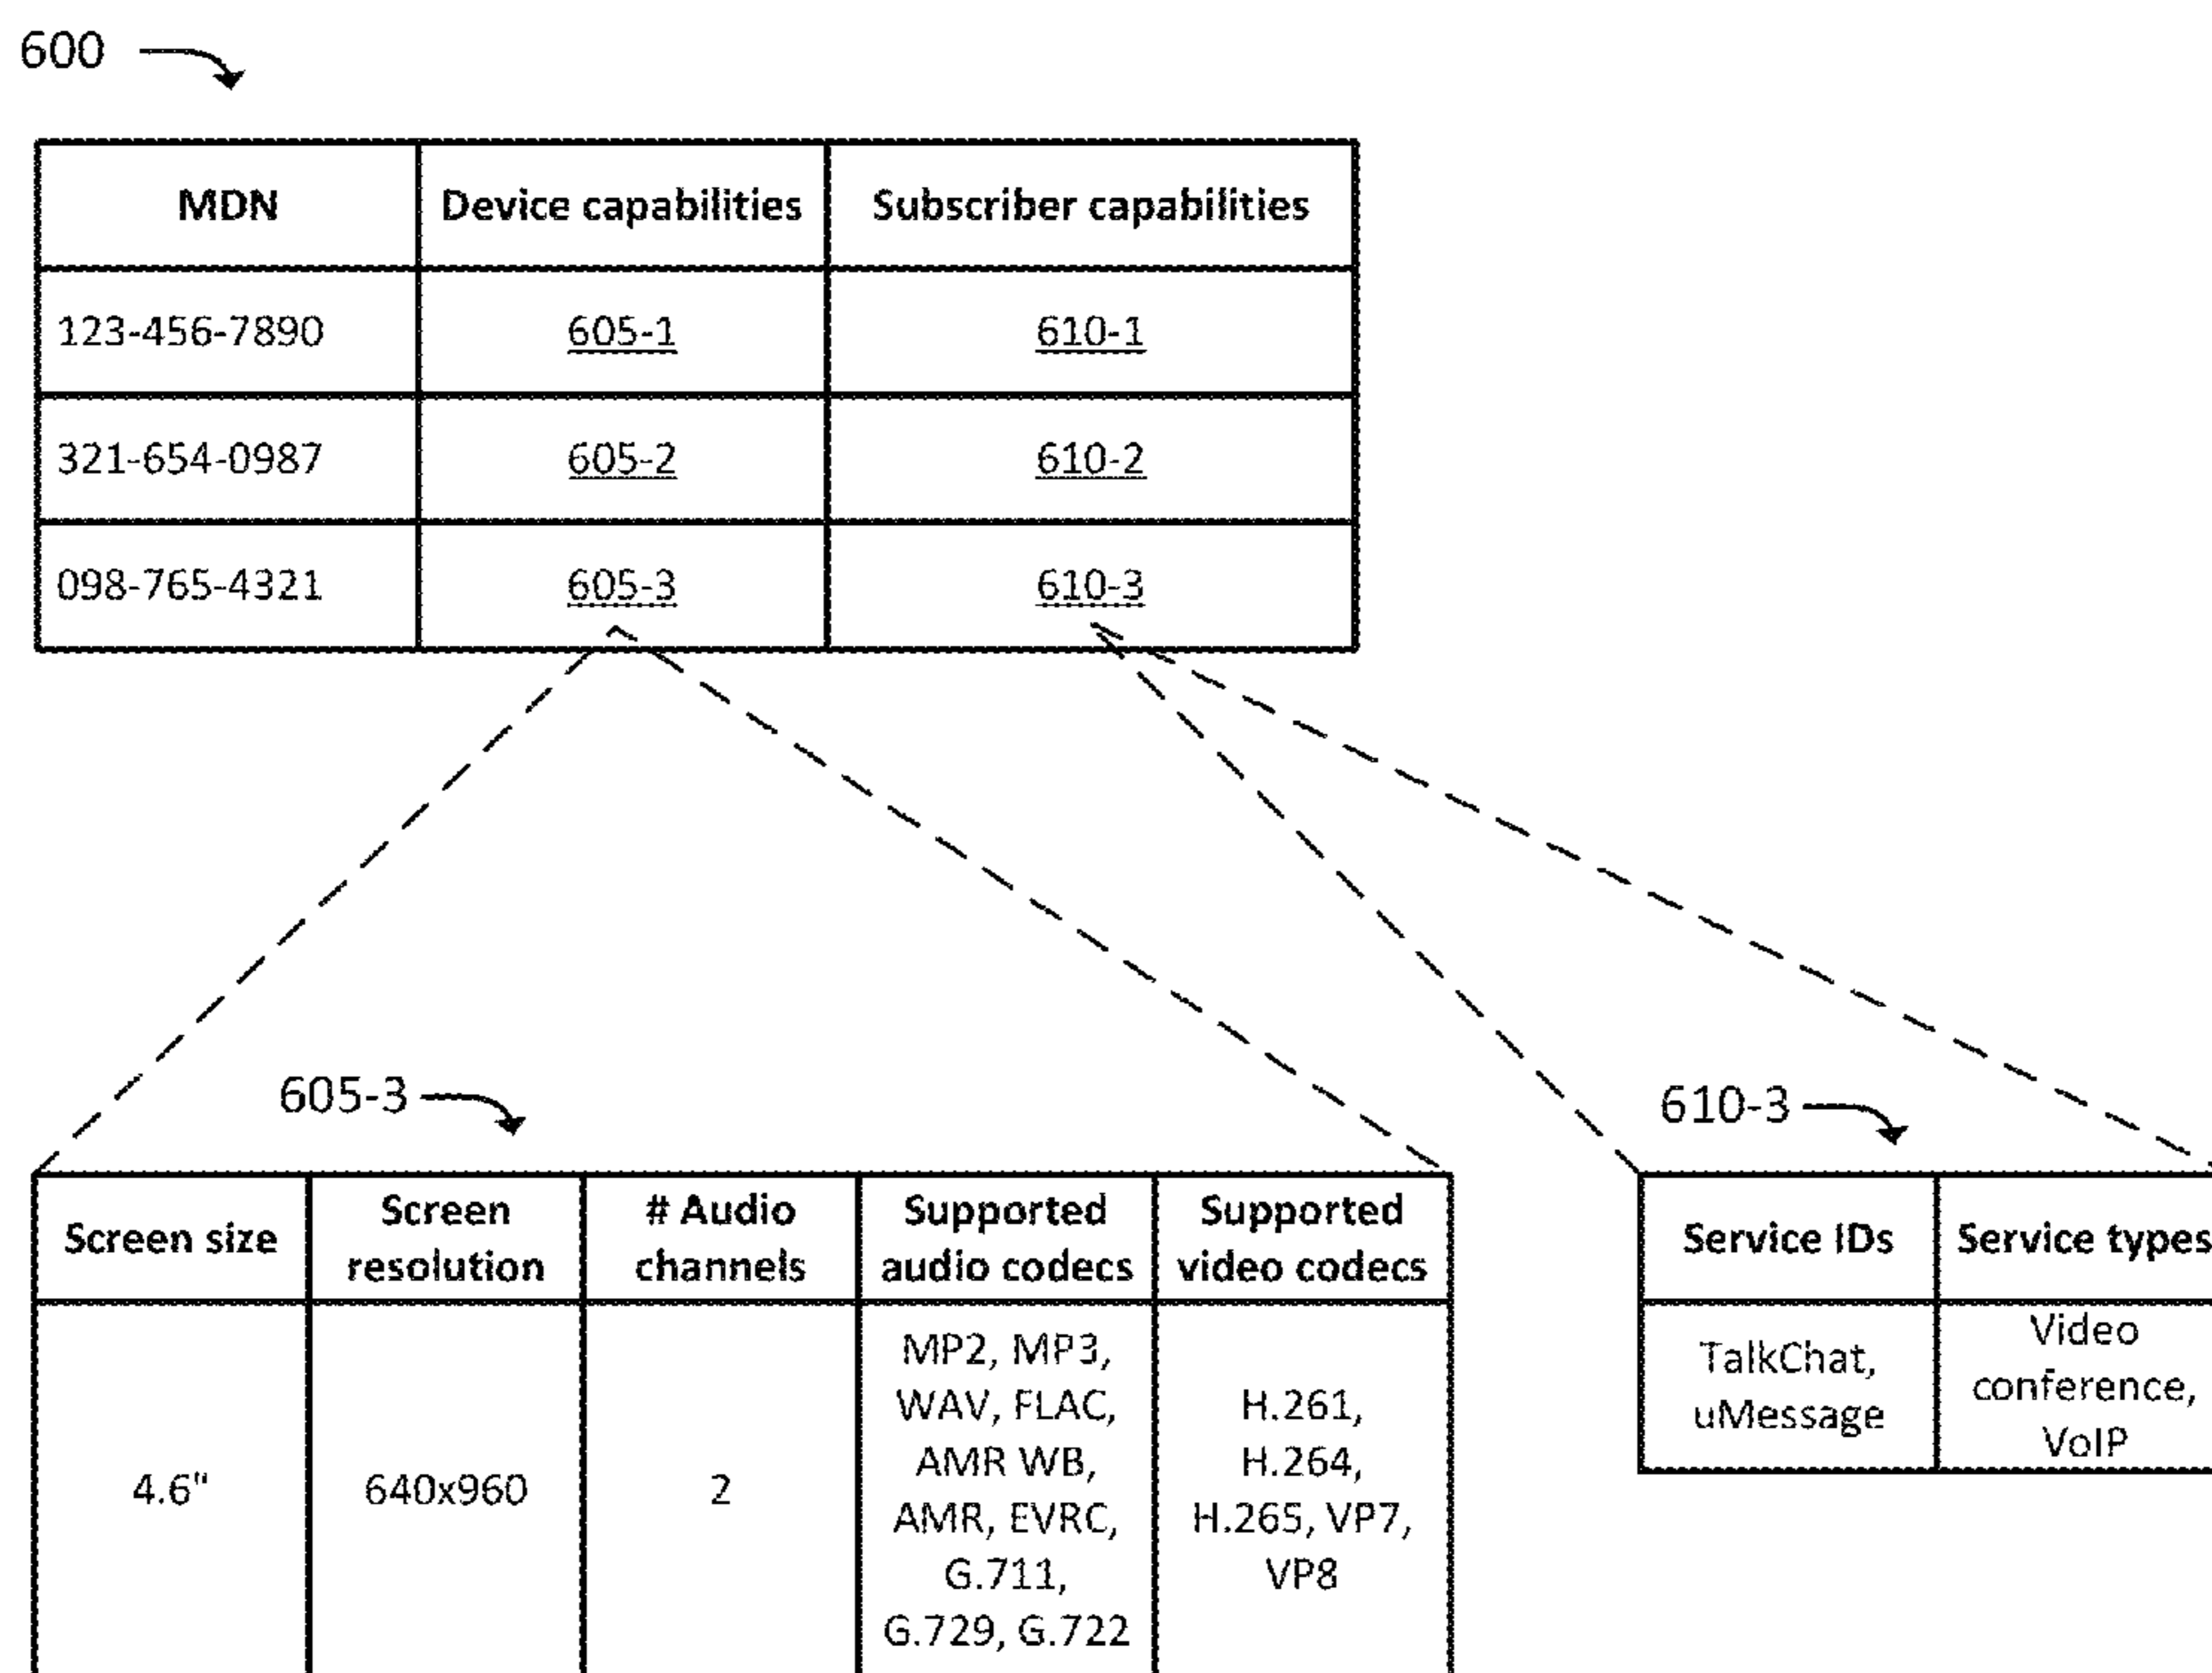 600
MDN
Device capabilities
Subscriber capabilities
123-456-7890
605-1
610-1
321-654-0987
605-2
610-2
098-765-4321
605-3
610-3
605-3
610-3
Screen size
Screen
resolution
# Audio
channels
Supported
audio codecs
Supported
video codecs
4.6"
640x960
2
MP2, MP3,
WAV, FLAC,
AMR WB,
AMR, EVRC,
G.711,
G.729, G.722
H.261,
H.264,
H.265, VP7,
VP8
Service IDs
Service types
TalkChat,
uMessage
Video
conference,
VoIP